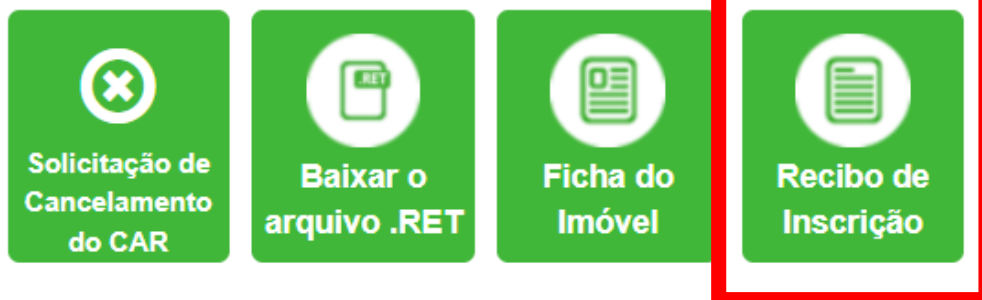 Solicitação de
Cancelamento
do CAR
.RET
Baixar o
arquivo .RET
Ficha do
Imóvel
Recibo de
Inscrição